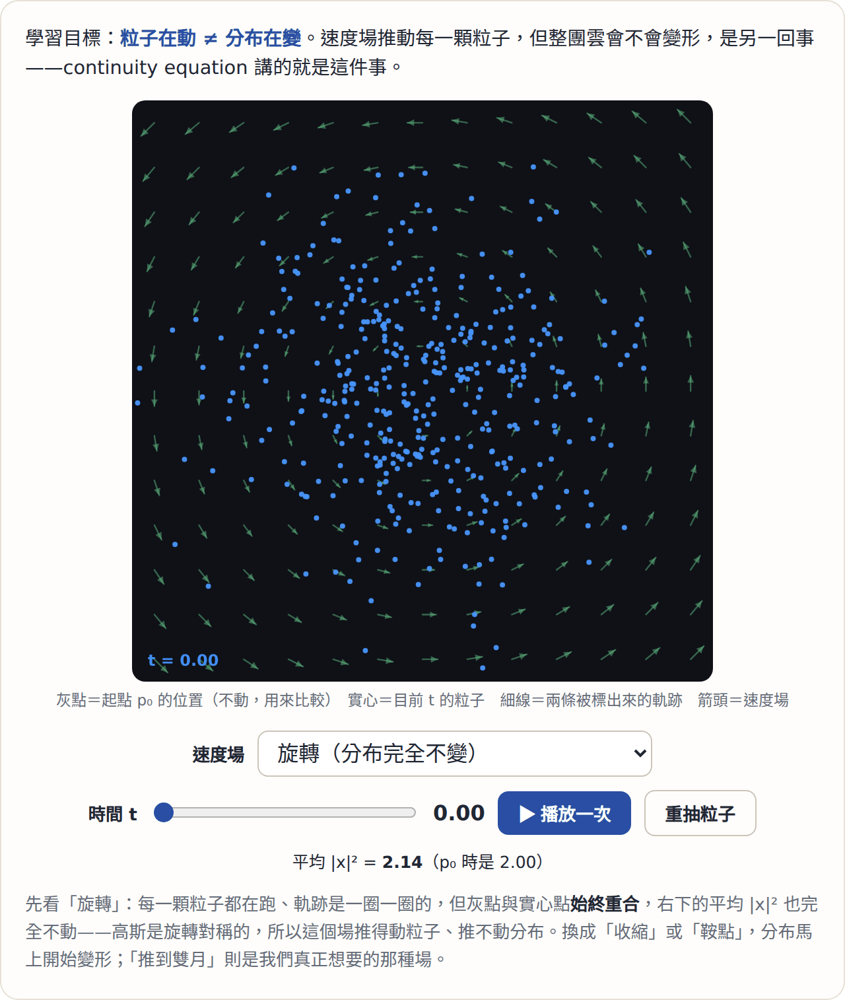 學習目標：粒子在動 ≠ 分布在變。速度場推動每一顆粒子，但整團雲會不會變形，是另一回事
——continuity equation 講的就是這件事。
t = 0.00
灰點＝起點 p₀ 的位置（不動，用來比較）　實心＝目前 t 的粒子　細線＝兩條被標出來的軌跡　箭頭＝速度場
速度場 旋轉（分布完全不變）
時間 t 0.00 ▶ 播放一次 重抽粒子
平均 |x|² = 2.14（p₀ 時是 2.00）
先看「旋轉」：每一顆粒子都在跑、軌跡是一圈一圈的，但灰點與實心點始終重合，右下的平均 |x|² 也完
全不動——高斯是旋轉對稱的，所以這個場推得動粒子、推不動分布。換成「收縮」或「鞍點」，分布馬
上開始變形；「推到雙月」則是我們真正想要的那種場。